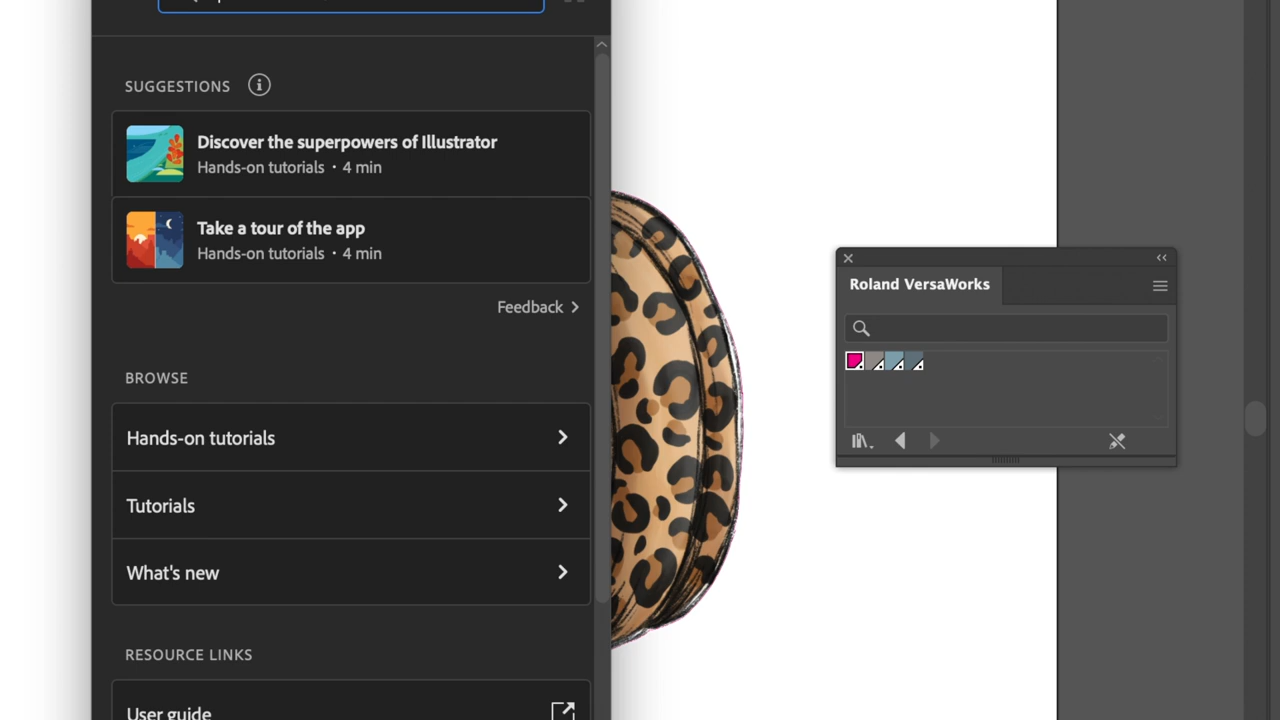 SUGGESTIONS
Discover the superpowers of Illustrator
Hands-on tutorials • 4 min
Take a tour of the app
Hands-on tutorials • 4 min
Feedback
BROWSE
Hands-on tutorials
Tutorials
What's new
RESOURCE LINKS
User guide
Roland VersaWorks